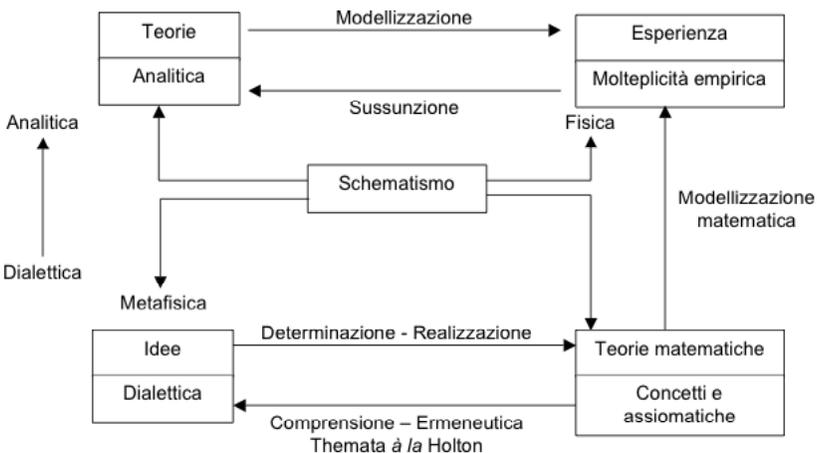 Modellizzazione
Teorie
Analitica
Esperienza
Molteplicità empirica
Sussunzione
Analitica
Fisica
Schematismo
Modellizzazione
matematica
Dialettica
Metafisica
Determinazione - Realizzazione
Idee
Dialettica
Teorie matematiche
Concetti e
assiomatiche
Comprensione – Ermeneutica
Themata à la Holton